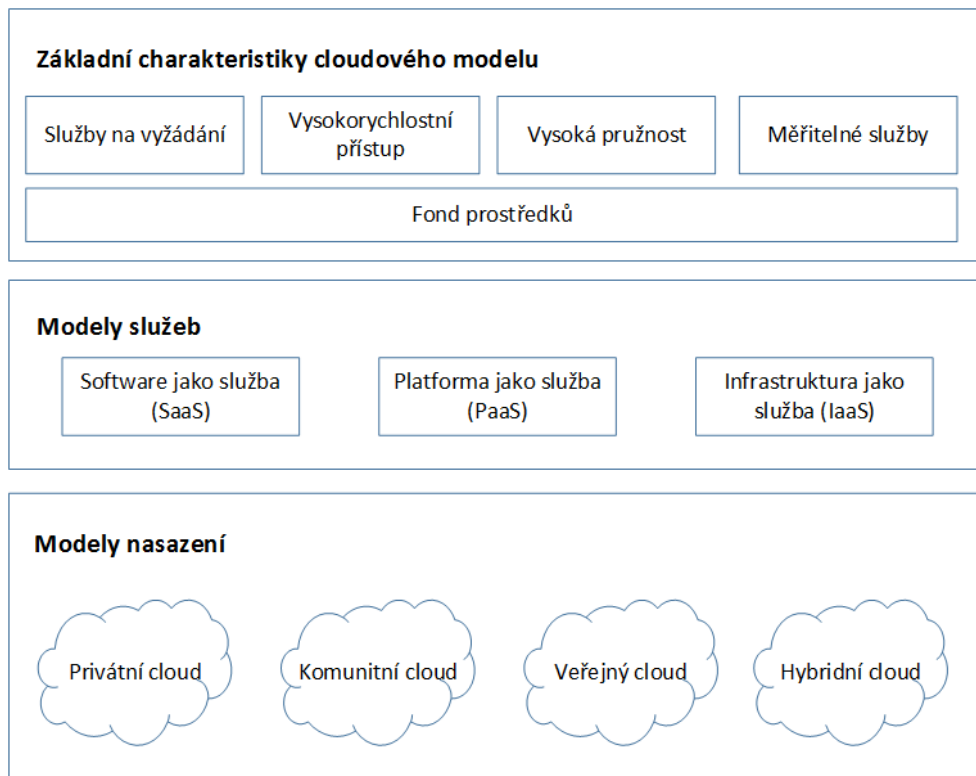 Základní charakteristiky cloudového modelu
Služby na vyžádání
Vysokorychlostní
přístup
Vysoká pružnost
Měřitelné služby
Fond prostředků
Modely služeb
Software jako služba
(SaaS)
Platforma jako služba
(PaaS)
Infrastruktura jako
služba (IaaS)
Modely nasazení
Privátní cloud
Komunitní cloud
Veřejný cloud
Hybridní cloud